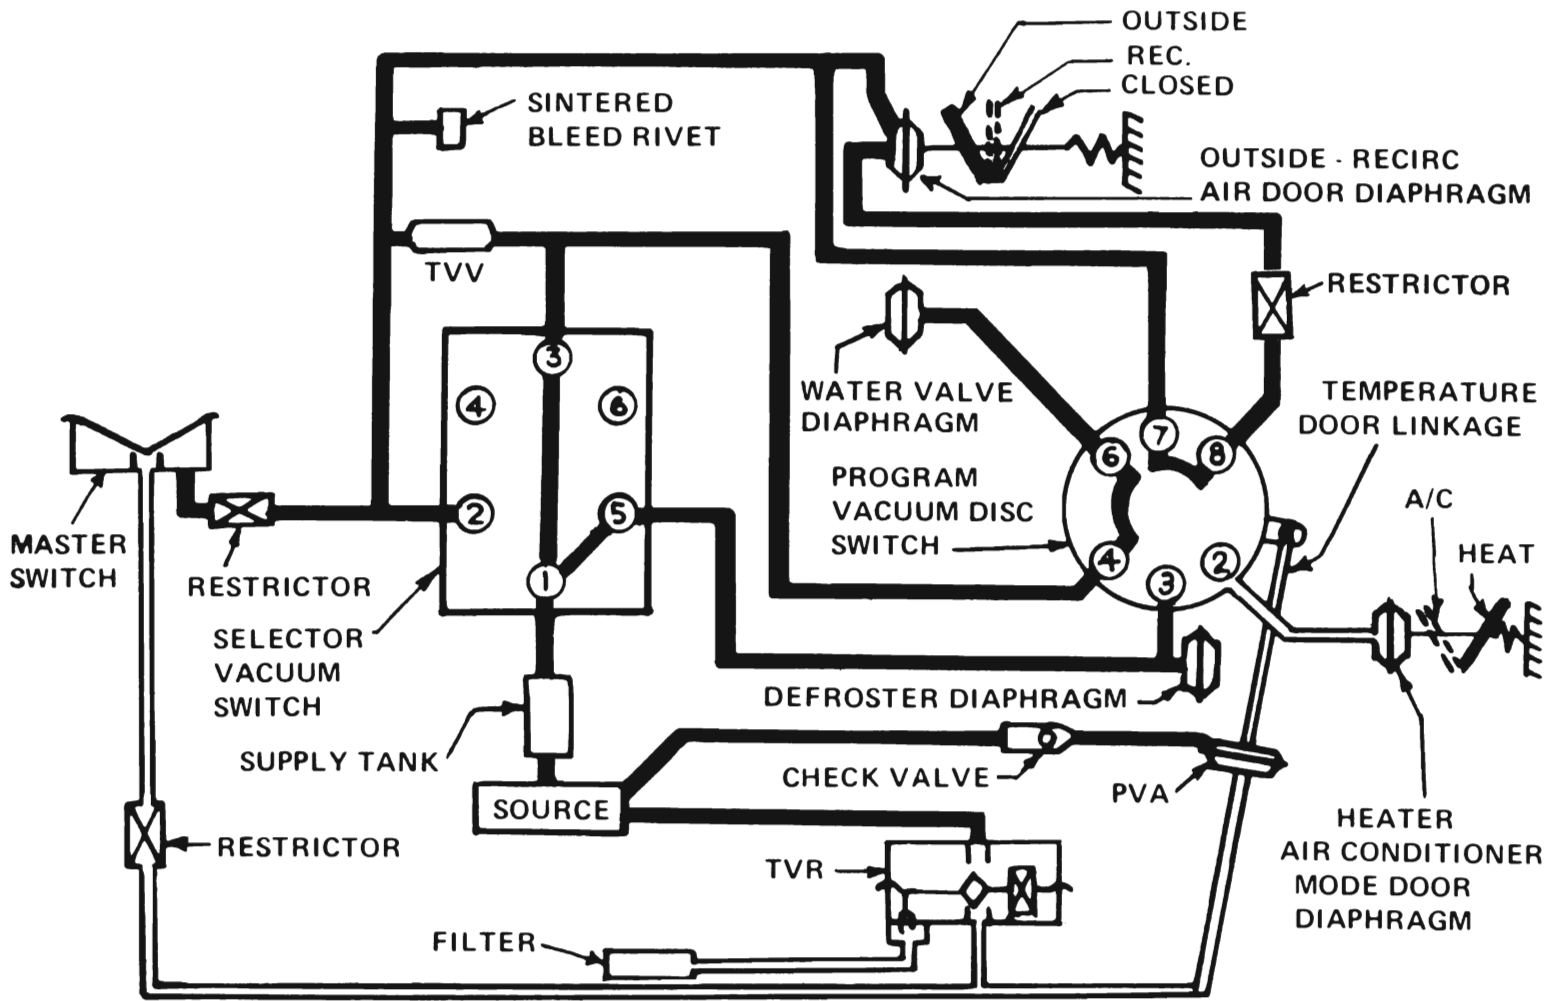 OUTSIDE
REC.
CLOSED
SINTERED
BLEED RIVET
OUTSIDE - RECIRC
AIR DOOR DIAPHRAGM
TVV
RESTRICTOR
3
4
6
2
5
1
WATER VALVE
DIAPHRAGM
TEMPERATURE
DOOR LINKAGE
6
7
8
4
3
2
PROGRAM
VACUUM DISC
SWITCH
A/C
HEAT
MASTER
SWITCH
RESTRICTOR
SELECTOR
VACUUM
SWITCH
DEFROSTER DIAPHRAGM
SUPPLY TANK
CHECK VALVE
PVA
SOURCE
HEATER
AIR CONDITIONER
MODE DOOR
DIAPHRAGM
RESTRICTOR
TVR
FILTER